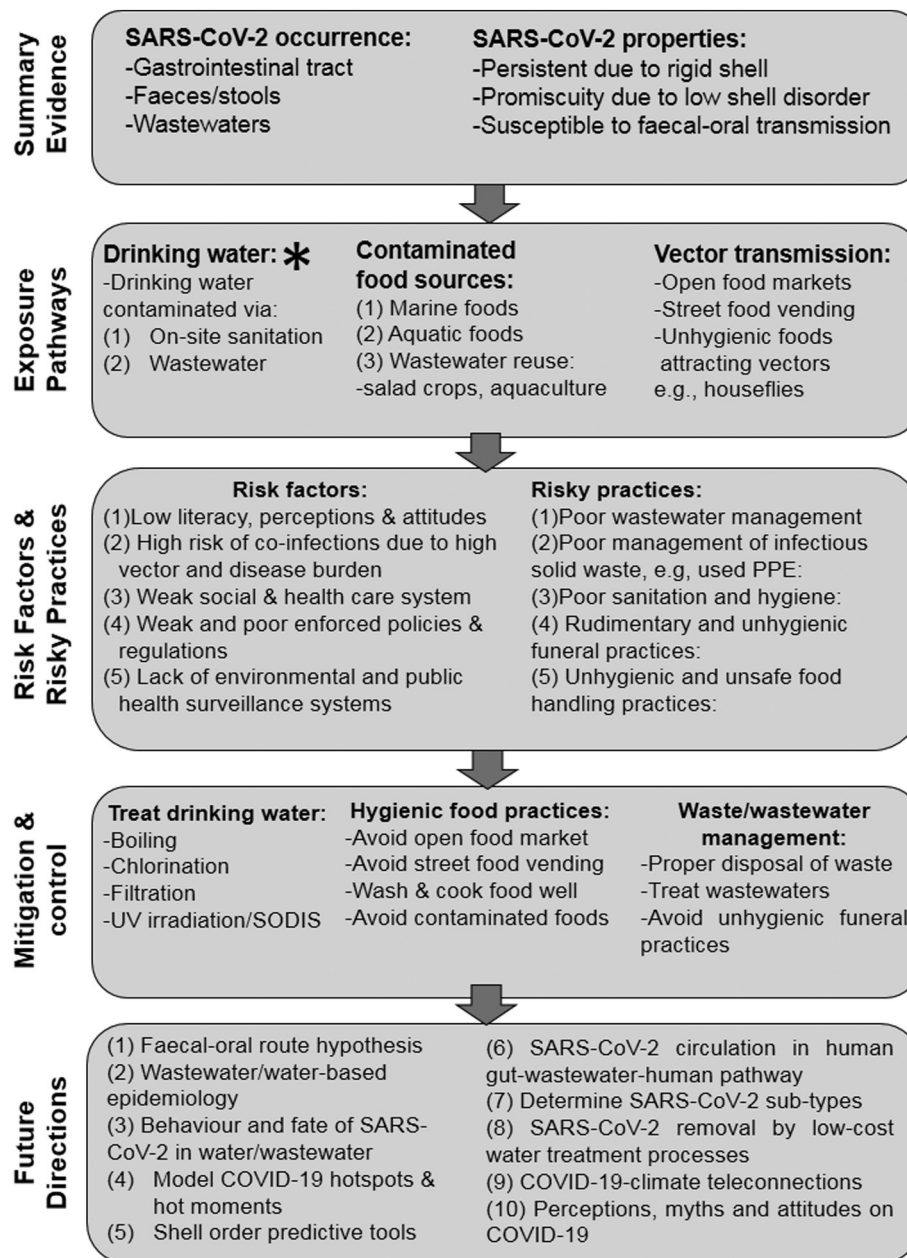 Summary
Evidence
SARS-CoV-2 occurrence:
-Gastrointestinal tract
-Faeces/stools
-Wastewaters
SARS-CoV-2 properties:
-Persistent due to rigid shell
-Promiscuity due to low shell disorder
-Susceptible to faecal-oral transmission
Exposure
Pathways
Drinking water: *
-Drinking water
contaminated via:
(1) On-site sanitation
(2) Wastewater
Contaminated
food sources:
(1) Marine foods
(2) Aquatic foods
(3) Wastewater reuse:
-salad crops, aquaculture
Vector transmission:
-Open food markets
-Street food vending
-Unhygienic foods
attracting vectors
e.g., houseflies
Risk Factors &
Risky Practices
Risk factors:
(1)Low literacy, perceptions & attitudes
(2) High risk of co-infections due to high
vector and disease burden
(3) Weak social & health care system
(4) Weak and poor enforced policies &
regulations
(5) Lack of environmental and public
health surveillance systems
Risky practices:
(1)Poor wastewater management
(2)Poor management of infectious
solid waste, e.g, used PPE:
(3)Poor sanitation and hygiene:
(4) Rudimentary and unhygienic
funeral practices:
(5) Unhygienic and unsafe food
handling practices:
Mitigation &
control
Treat drinking water:
-Boiling
-Chlorination
-Filtration
-UV irradiation/SODIS
Hygienic food practices:
-Avoid open food market
-Avoid street food vending
-Wash & cook food well
-Avoid contaminated foods
Waste/wastewater
management:
-Proper disposal of waste
-Treat wastewaters
-Avoid unhygienic funeral
practices
Future
Directions
(1) Faecal-oral route hypothesis
(2) Wastewater/water-based
epidemiology
(3) Behaviour and fate of SARS-
CoV-2 in water/wastewater
(4) Model COVID-19 hotspots &
hot moments
(5) Shell order predictive tools
(6) SARS-CoV-2 circulation in human
gut-wastewater-human pathway
(7) Determine SARS-CoV-2 sub-types
(8) SARS-CoV-2 removal by low-cost
water treatment processes
(9) COVID-19-climate teleconnections
(10) Perceptions, myths and attitudes on
COVID-19